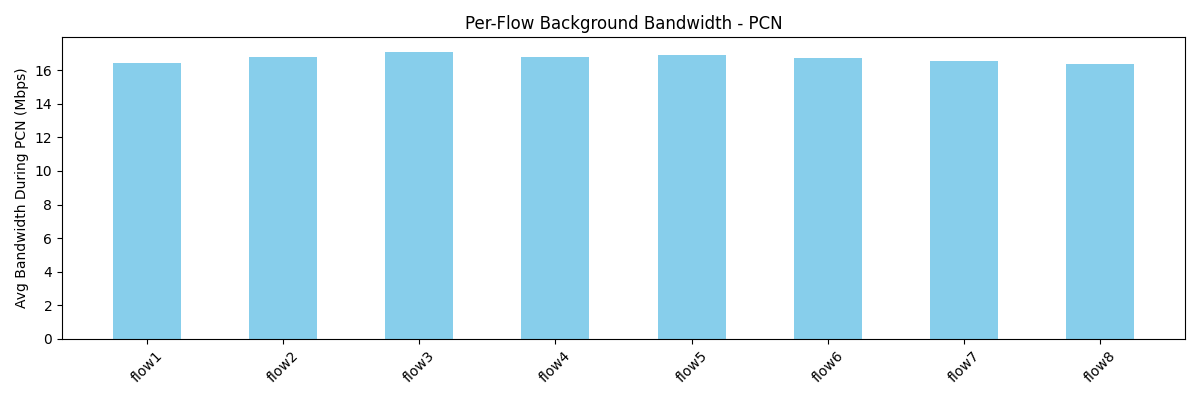 Per-Flow Background Bandwidth - PCN
Avg Bandwidth During PCN (Mbps)
16
14
12
10
8
6
4
2
0
flow1
flow2
flow3
flow4
flow5
flow6
flow7
flow8